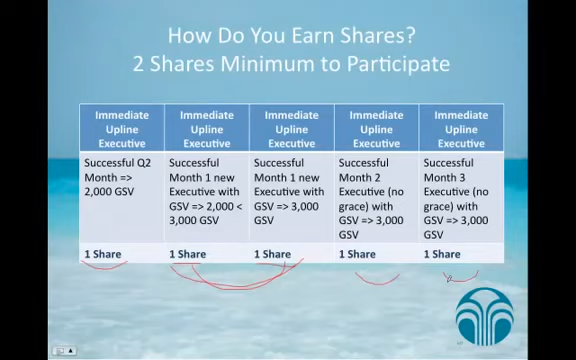 How Do You Earn Shares?
2 Shares Minimum to Participate
Immediate
Upline
Executive
Immediate
Upline
Executive
Immediate
Upline
Executive
Immediate
Upline
Executive
Immediate
Upline
Executive
Successful Q2
Month =>
2,000 GSV
Successful
Month 1 new
Executive with
GSV => 2,000 <
3,000 GSV
Successful
Month 1 new
Executive with
GSV => 3,000
GSV
Successful
Month 2
Executive (no
grace) with
GSV => 3,000
GSV
Successful
Month 3
Executive (no
grace) with
GSV => 3,000
GSV
1 Share
1 Share
1 Share
1 Share
1 Share